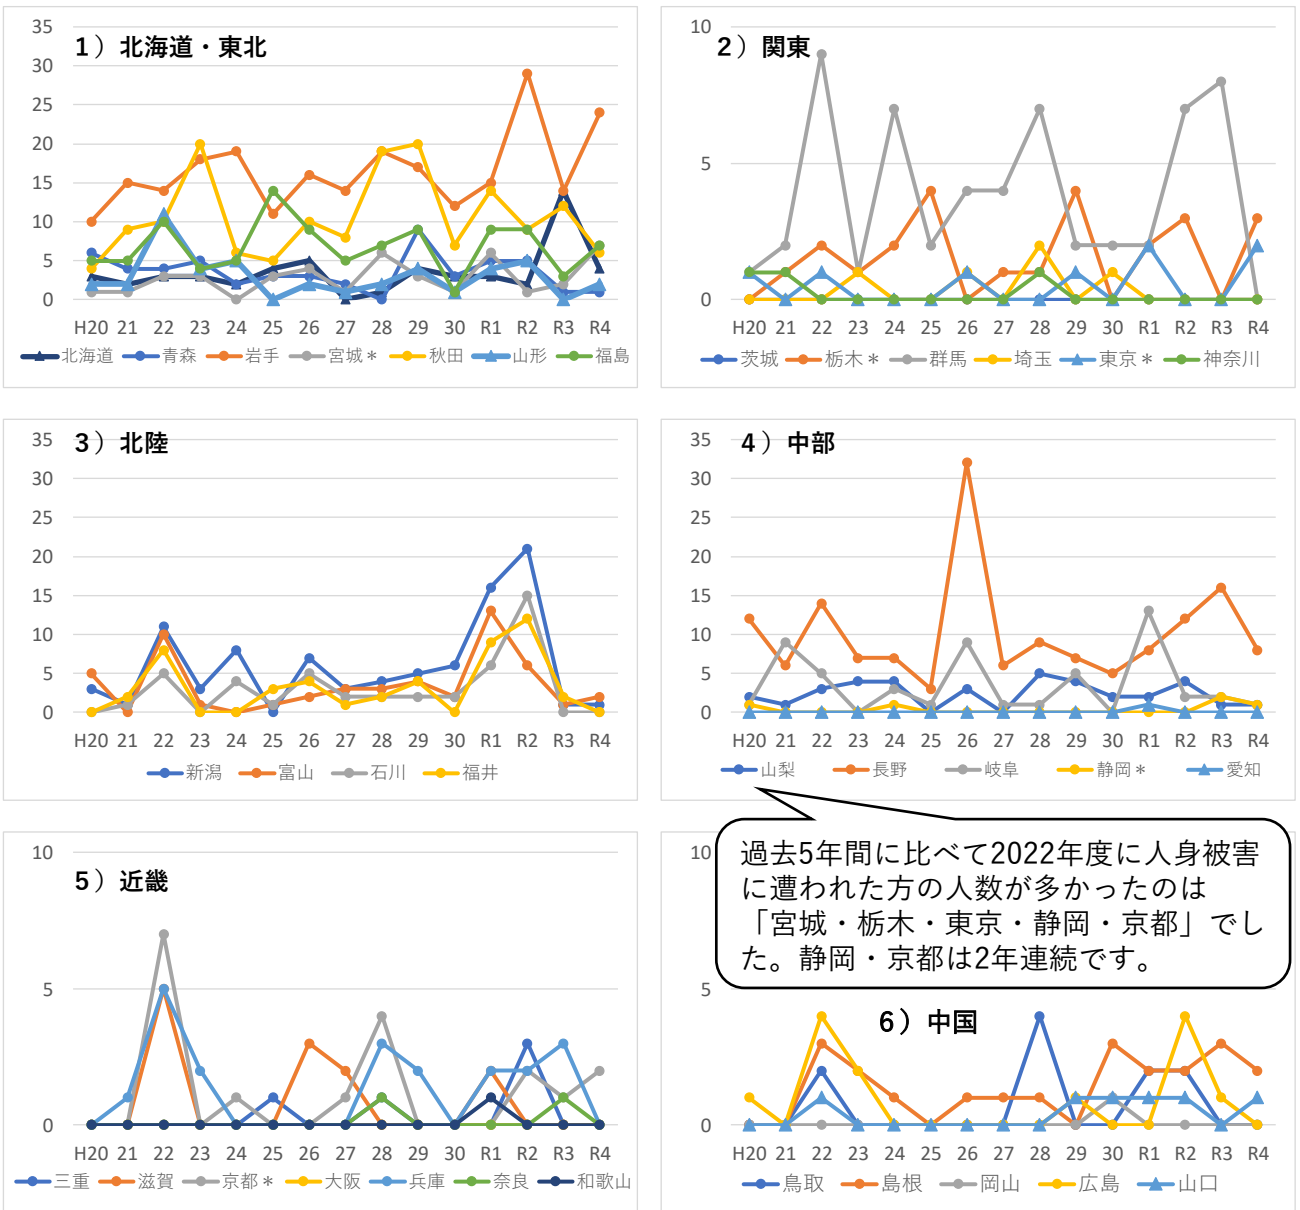 1）北海道・東北
35
30
25
20
15
10
5
0
H20 21 22 23 24 25 26 27 28 29 30 R1 R2 R3 R4
北海道 青森 岩手 宮城＊ 秋田 山形 福島
2）関東
10
5
0
H20 21 22 23 24 25 26 27 28 29 30 R1 R2 R3 R4
茨城 栃木＊ 群馬 埼玉 東京＊ 神奈川
3）北陸
35
30
25
20
15
10
5
0
H20 21 22 23 24 25 26 27 28 29 30 R1 R2 R3 R4
新潟 富山 石川 福井
4）中部
35
30
25
20
15
10
5
0
H20 21 22 23 24 25 26 27 28 29 30 R1 R2 R3 R4
山梨 長野 岐阜 静岡＊ 愛知
過去5年間に比べて2022年度に人身被害
に遭われた方の人数が多かったのは
「宮城・栃木・東京・静岡・京都」でし
た。静岡・京都は2年連続です。
5）近畿
10
5
0
H20 21 22 23 24 25 26 27 28 29 30 R1 R2 R3 R4
三重 滋賀 京都＊ 大阪 兵庫 奈良 和歌山
6）中国
10
5
0
H20 21 22 23 24 25 26 27 28 29 30 R1 R2 R3 R4
鳥取 島根 岡山 広島 山口